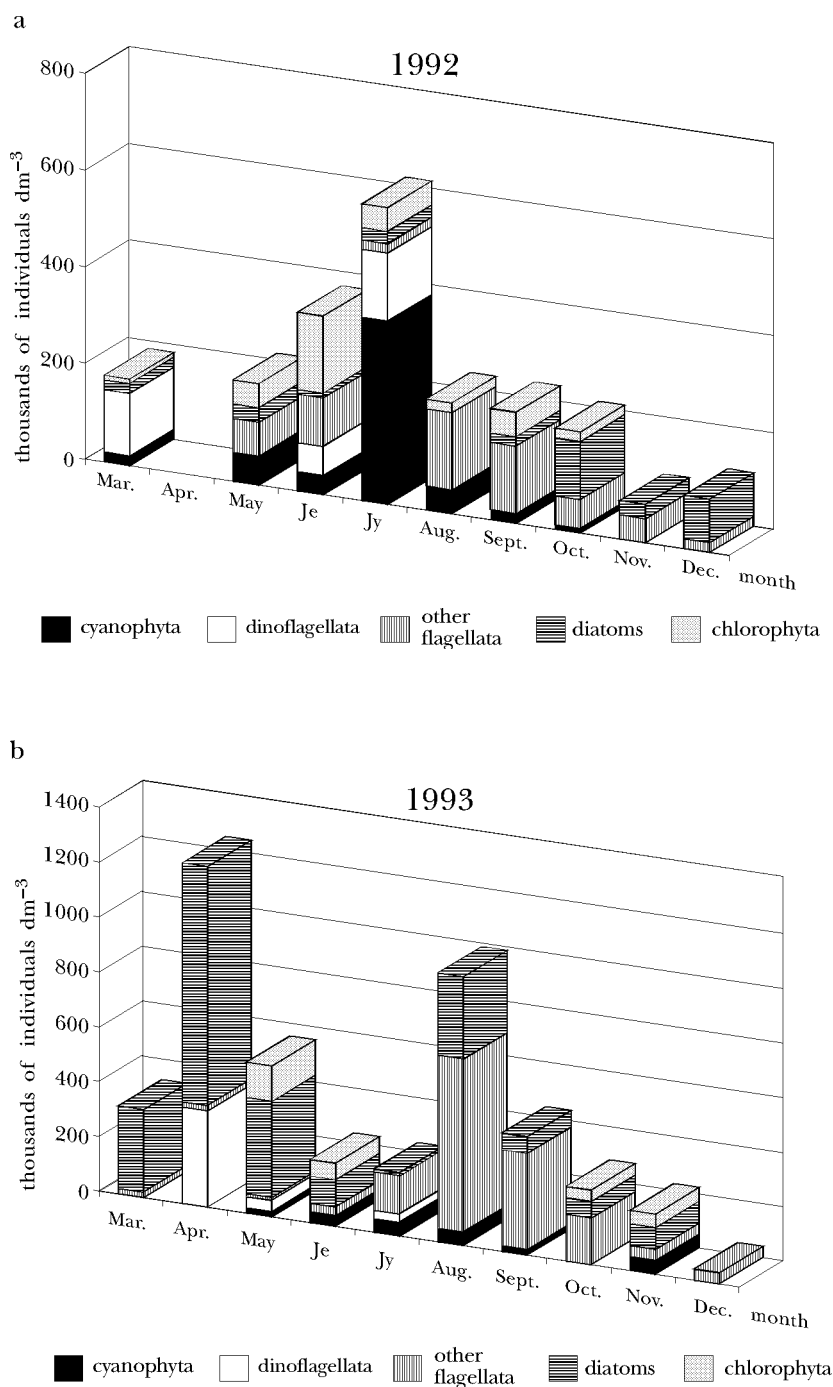 a
1992
800
600
400
200
0
thousands of individuals dm⁻³
Mar.
Apr.
May
Je
Jy
Aug.
Sept.
Oct.
Nov.
Dec.
month
cyanophyta
dinoflagellata
other
flagellata
diatoms
chlorophyta
b
1993
1400
1200
1000
800
600
400
200
0
thousands of individuals dm⁻³
Mar.
Apr.
May
Je
Jy
Aug.
Sept.
Oct.
Nov.
Dec.
month
cyanophyta
dinoflagellata
other
flagellata
diatoms
chlorophyta